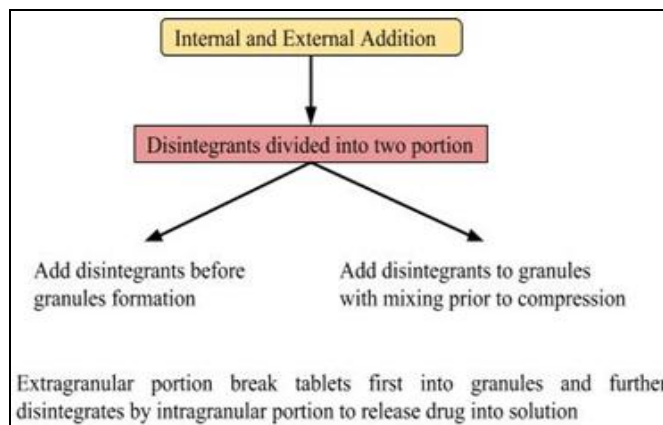 Internal and External Addition
Disintegrants divided into two portion
Add disintegrants before
granules formation
Add disintegrants to granules
with mixing prior to compression
Extragranular portion break tablets first into granules and further
disintegrates by intragranular portion to release drug into solution